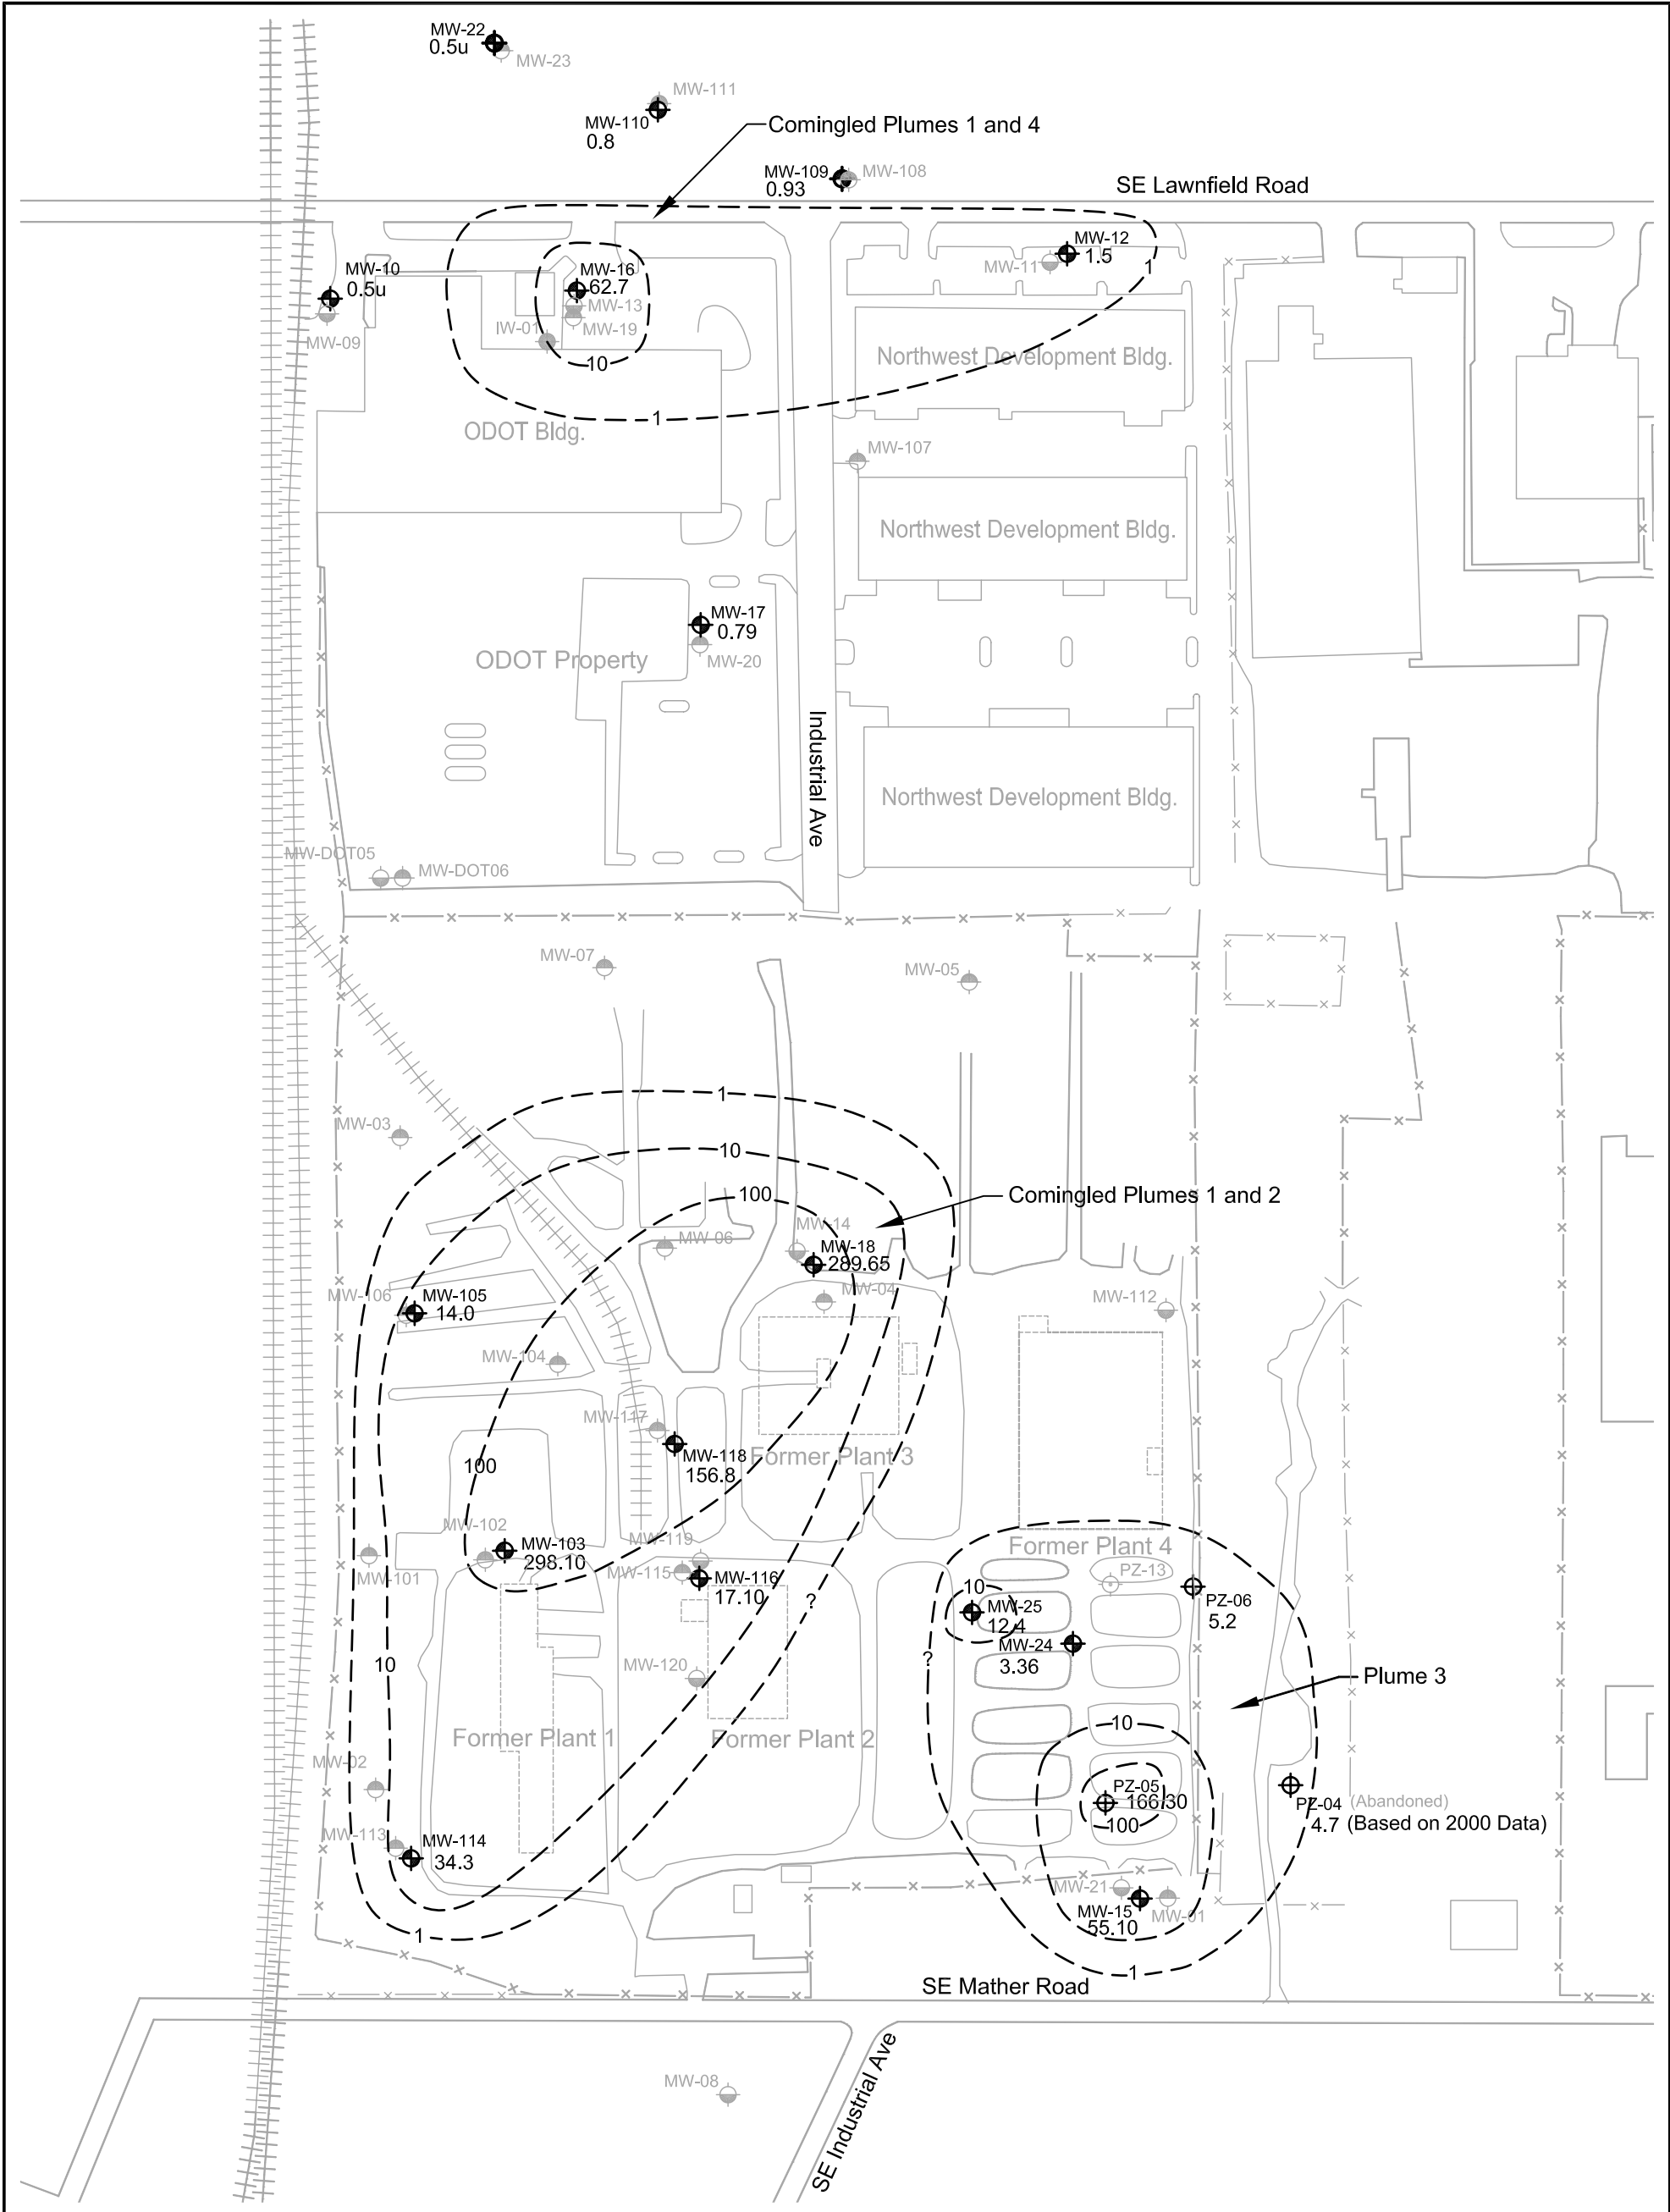 MW-22
0.5u
MW-23
MW-111
MW-110
0.8
Comingled Plumes 1 and 4
MW-109
0.93
MW-108
SE Lawnfield Road
MW-12
1.5
MW-11
1
MW-10
0.5u
MW-09
MW-16
62.7
MW-13
MW-19
IW-01
10
1
Northwest Development Bldg.
ODOT Bldg.
MW-107
Northwest Development Bldg.
MW-17
0.79
MW-20
ODOT Property
Industrial Ave
Northwest Development Bldg.
MW-DOT05
MW-DOT06
MW-07
MW-05
1
MW-03
10
100
Comingled Plumes 1 and 2
MW-14
MW-18
289.65
MW-06
MW-04
MW-106
MW-105
14.0
MW-112
MW-104
MW-117
MW-118
156.8
Former Plant 3
100
MW-102
MW-103
298.10
MW-101
MW-119
MW-115
MW-116
17.10
?
Former Plant 4
PZ-13
10
MW-25
12.4
PZ-06
5.2
MW-24
3.36
?
10
MW-120
Plume 3
Former Plant 1
Former Plant 2
10
MW-02
PZ-05
166.30
100
PZ-04 (Abandoned)
4.7 (Based on 2000 Data)
MW-113
MW-114
34.3
MW-21
MW-15
55.10
MW-01
1
1
SE Mather Road
SE Industrial Ave
MW-08